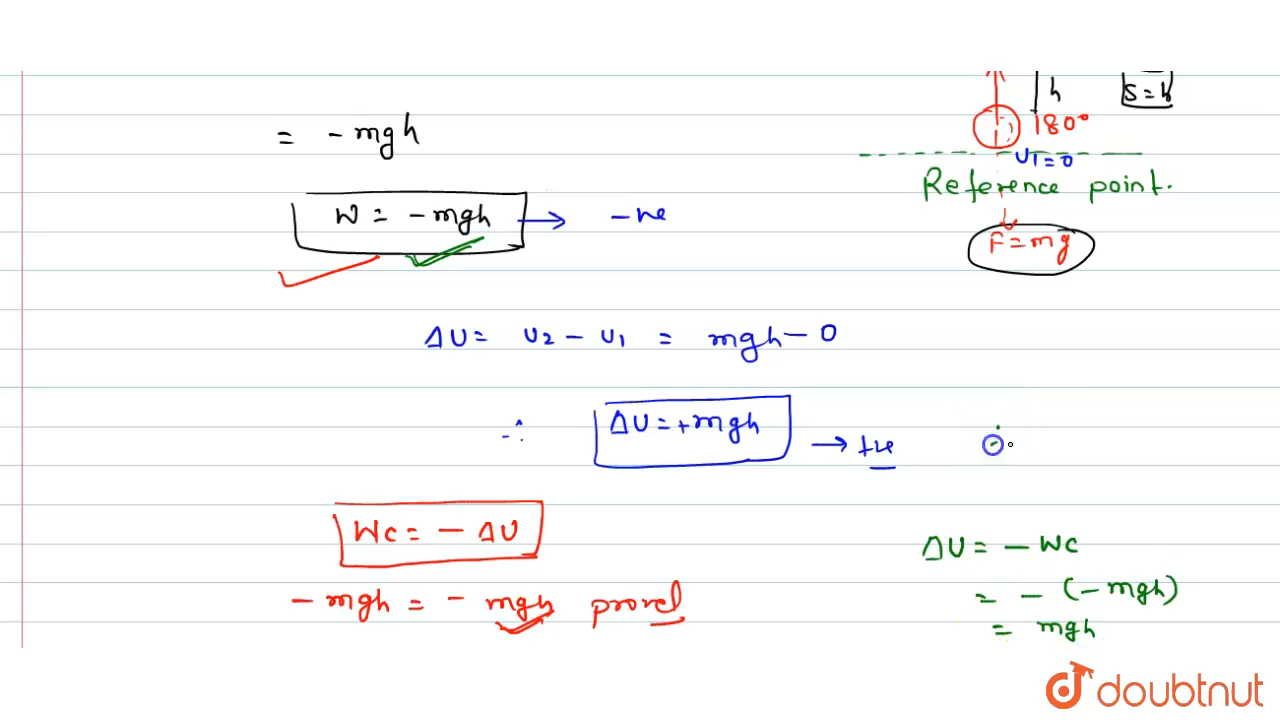 h S = h
180°
= - mgh
U1 = 0
Reference point.
W = - mgh → - ve
F = mg
ΔU = U2 - U1 = mgh - 0
∴ ΔU = + mgh → +ve
Wc = - ΔU
ΔU = - Wc
- mgh = - mgh proved
= - (- mgh)
= mgh
doubtnut